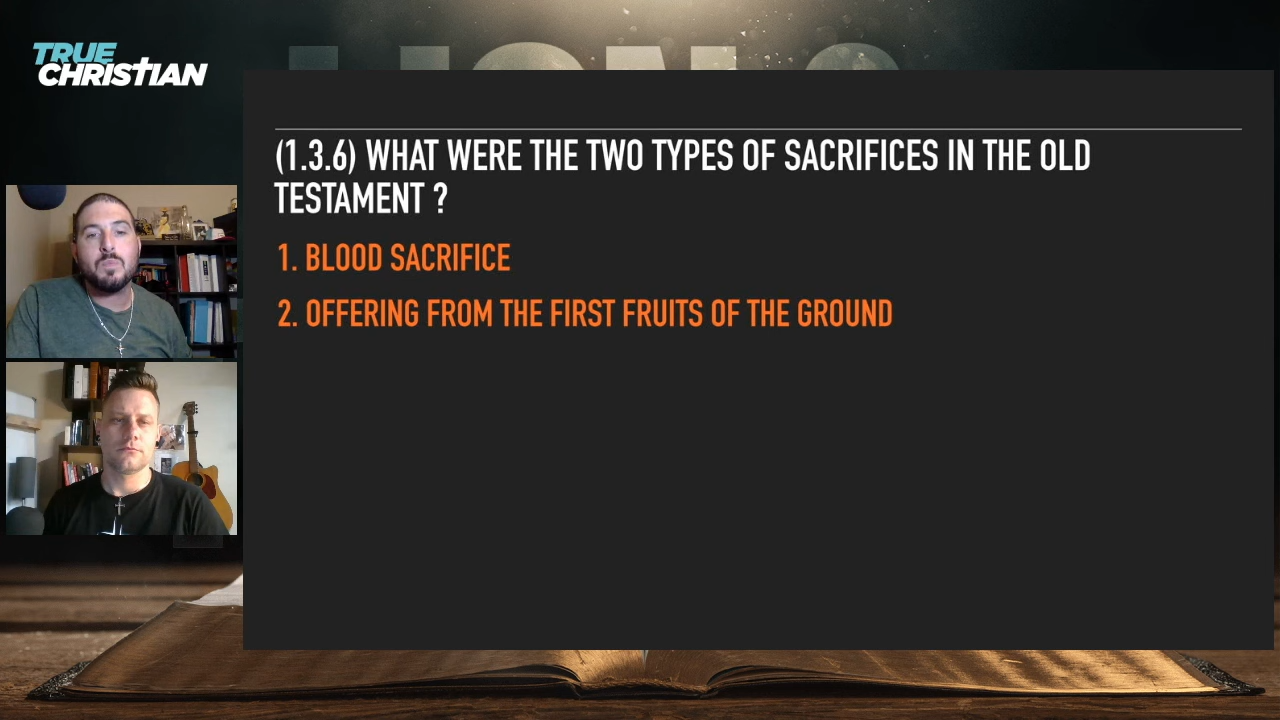 TRUE
CHRISTIAN
(1.3.6) WHAT WERE THE TWO TYPES OF SACRIFICES IN THE OLD
TESTAMENT ?
1. BLOOD SACRIFICE
2. OFFERING FROM THE FIRST FRUITS OF THE GROUND